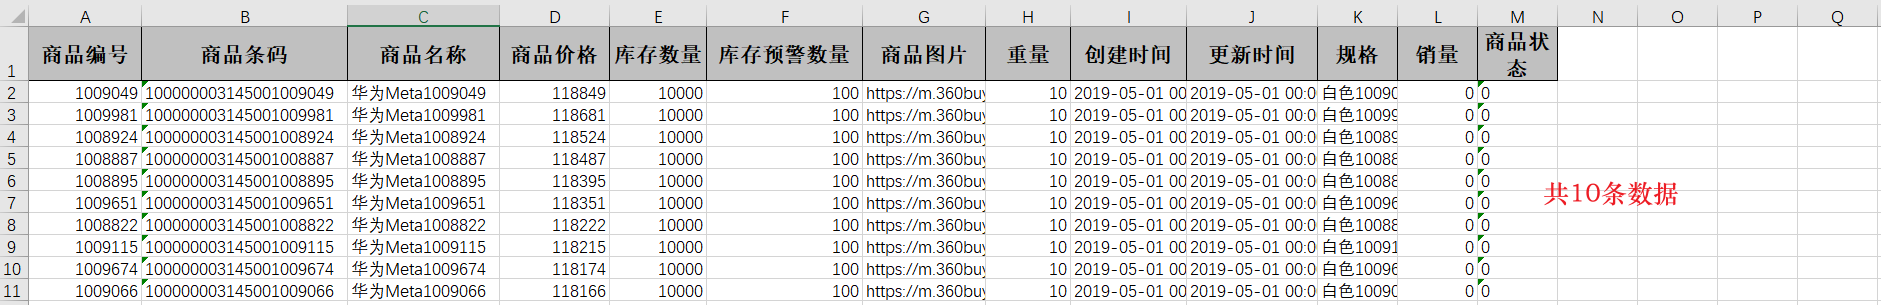 A B C D E F G H I J K L M N O P Q
1 商品编号 商品条码 商品名称 商品价格 库存数量 库存预警数量 商品图片 重量 创建时间 更新时间 规格 销量 商品状态
2 1009049 100000003145001009049 华为Meta1009049 118849 10000 100 https://m.360buy 10 2019-05-01 00 2019-05-01 00:0 白色10090 0 0
3 1009981 100000003145001009981 华为Meta1009981 118681 10000 100 https://m.360buy 10 2019-05-01 00 2019-05-01 00:0 白色10099 0 0
4 1008924 100000003145001008924 华为Meta1008924 118524 10000 100 https://m.360buy 10 2019-05-01 00 2019-05-01 00:0 白色10089 0 0
5 1008887 100000003145001008887 华为Meta1008887 118487 10000 100 https://m.360buy 10 2019-05-01 00 2019-05-01 00:0 白色10088 0 0
6 1008895 100000003145001008895 华为Meta1008895 118395 10000 100 https://m.360buy 10 2019-05-01 00 2019-05-01 00:0 白色10088 0 0
7 1009651 100000003145001009651 华为Meta1009651 118351 10000 100 https://m.360buy 10 2019-05-01 00 2019-05-01 00:0 白色10096 0 0 共10条数据
8 1008822 100000003145001008822 华为Meta1008822 118222 10000 100 https://m.360buy 10 2019-05-01 00 2019-05-01 00:0 白色10088 0 0
9 1009115 100000003145001009115 华为Meta1009115 118215 10000 100 https://m.360buy 10 2019-05-01 00 2019-05-01 00:0 白色10091 0 0
10 1009674 100000003145001009674 华为Meta1009674 118174 10000 100 https://m.360buy 10 2019-05-01 00 2019-05-01 00:0 白色10096 0 0
11 1009066 100000003145001009066 华为Meta1009066 118166 10000 100 https://m.360buy 10 2019-05-01 00 2019-05-01 00:0 白色10090 0 0